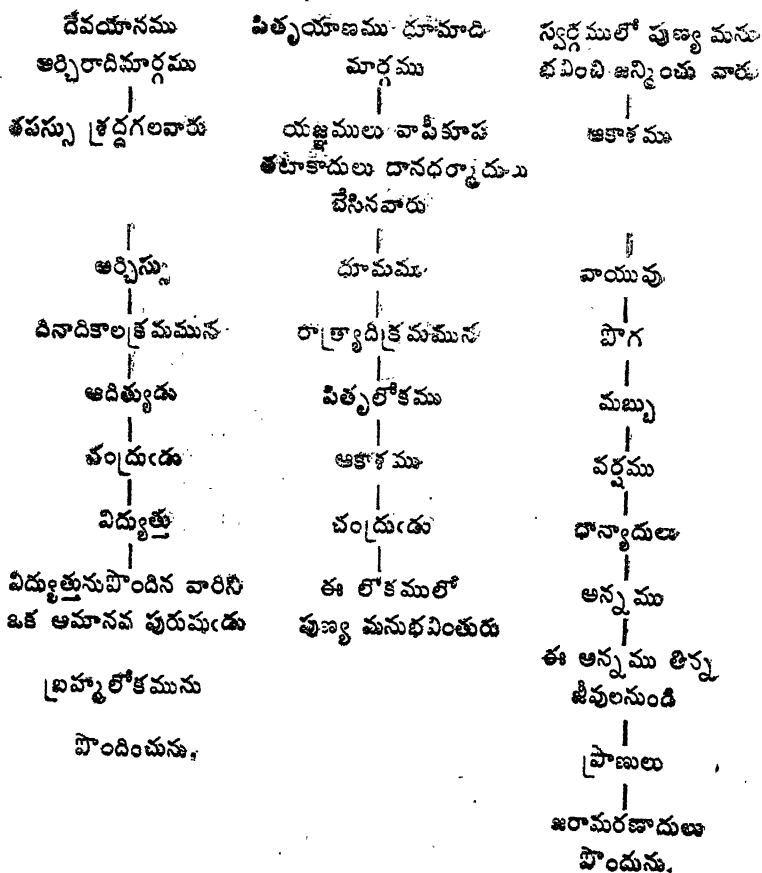 దేవయానము
అర్చిరాదిమార్గము
తపస్సు శ్రద్ధగలవారు
అర్చిస్సు
దినాదికాలక్రమమున
ఆదిత్యుడు
చంద్రుఁడు
విద్యుత్తు
విద్యుత్తునుపొందిన వారిని
ఒక అమానవ పురుషుఁడు
బ్రహ్మలోకమును
పొందించును.
పితృయాణము ధూమాది
మార్గము
యజ్ఞములు వాపీకూప
తటాకాదులు దానధర్మాదులు
చేసినవారు
ధూమము
రాత్ర్యాదిక్రమమున
పితృలోకము
ఆకాశము
చంద్రుఁడు
ఈ లోకములో
పుణ్య మనుభవింతురు
స్వర్గములో పుణ్య మను
భవించి జన్మించు వారు
ఆకాశము
వాయువు
పొగ
మబ్బు
వర్షము
ధాన్యాదులు
అన్నము
ఈ అన్నము తిన్న
జీవులనుండి
ప్రాణులు
జరామరణాదులు
పొందును.